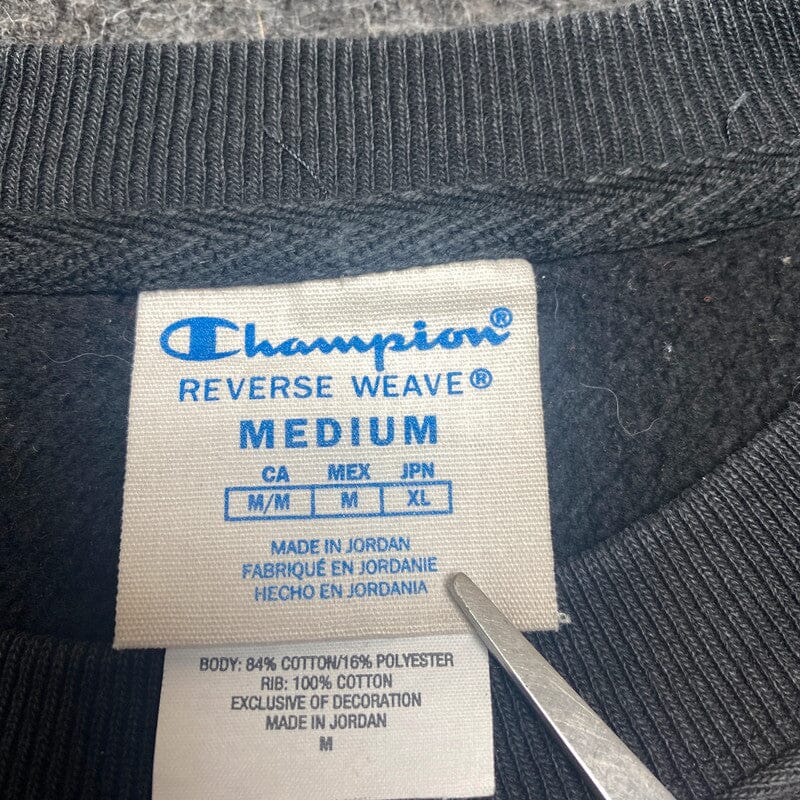 Champion®
REVERSE WEAVE®
MEDIUM
CA MEX JPN
M/M M XL
MADE IN JORDAN
FABRIQUÉ EN JORDANIE
HECHO EN JORDANIA
BODY: 84% COTTON/16% POLYESTER
RIB: 100% COTTON
EXCLUSIVE OF DECORATION
MADE IN JORDAN
M